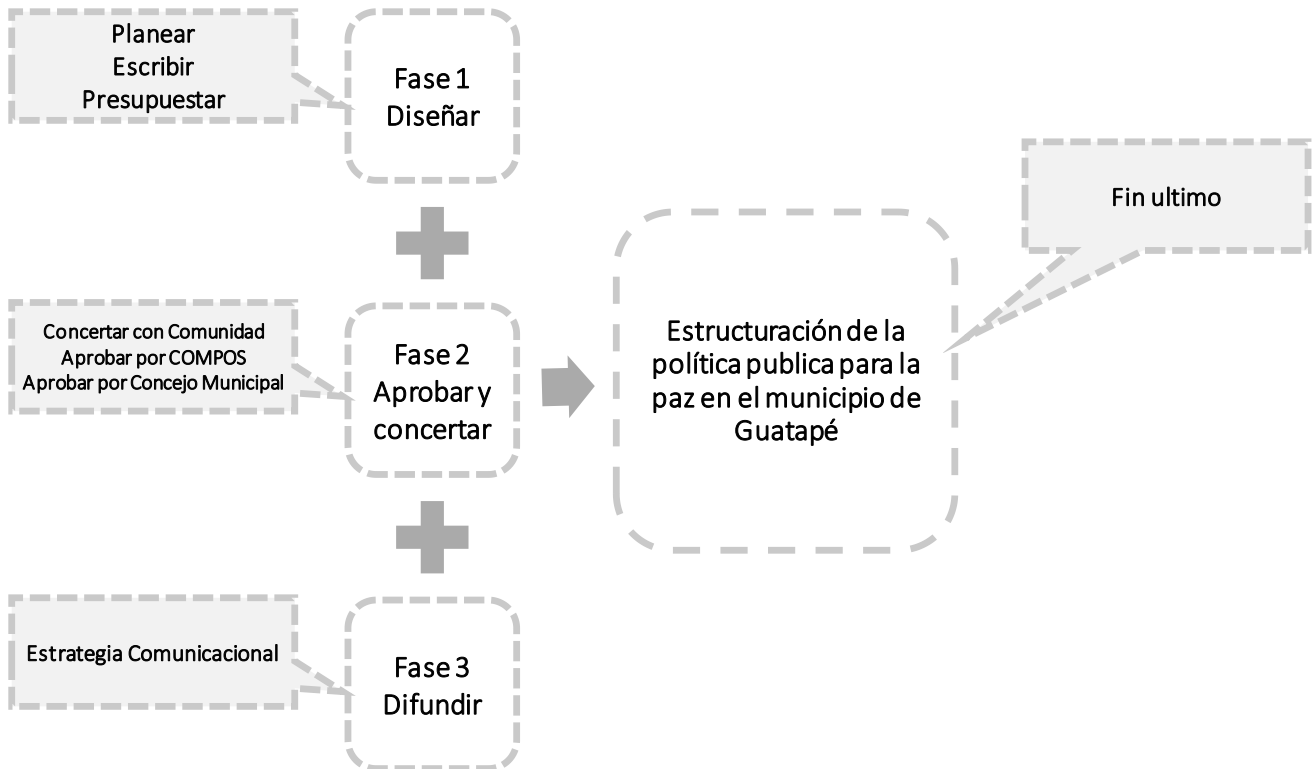 Planear
Escribir
Presupuestar
Fase 1
Diseñar
Fin ultimo
Concertar con Comunidad
Aprobar por COMPOS
Aprobar por Concejo Municipal
Fase 2
Aprobar y
concertar
Estructuración de la
política publica para la
paz en el municipio de
Guatapé
Estrategia Comunicacional
Fase 3
Difundir